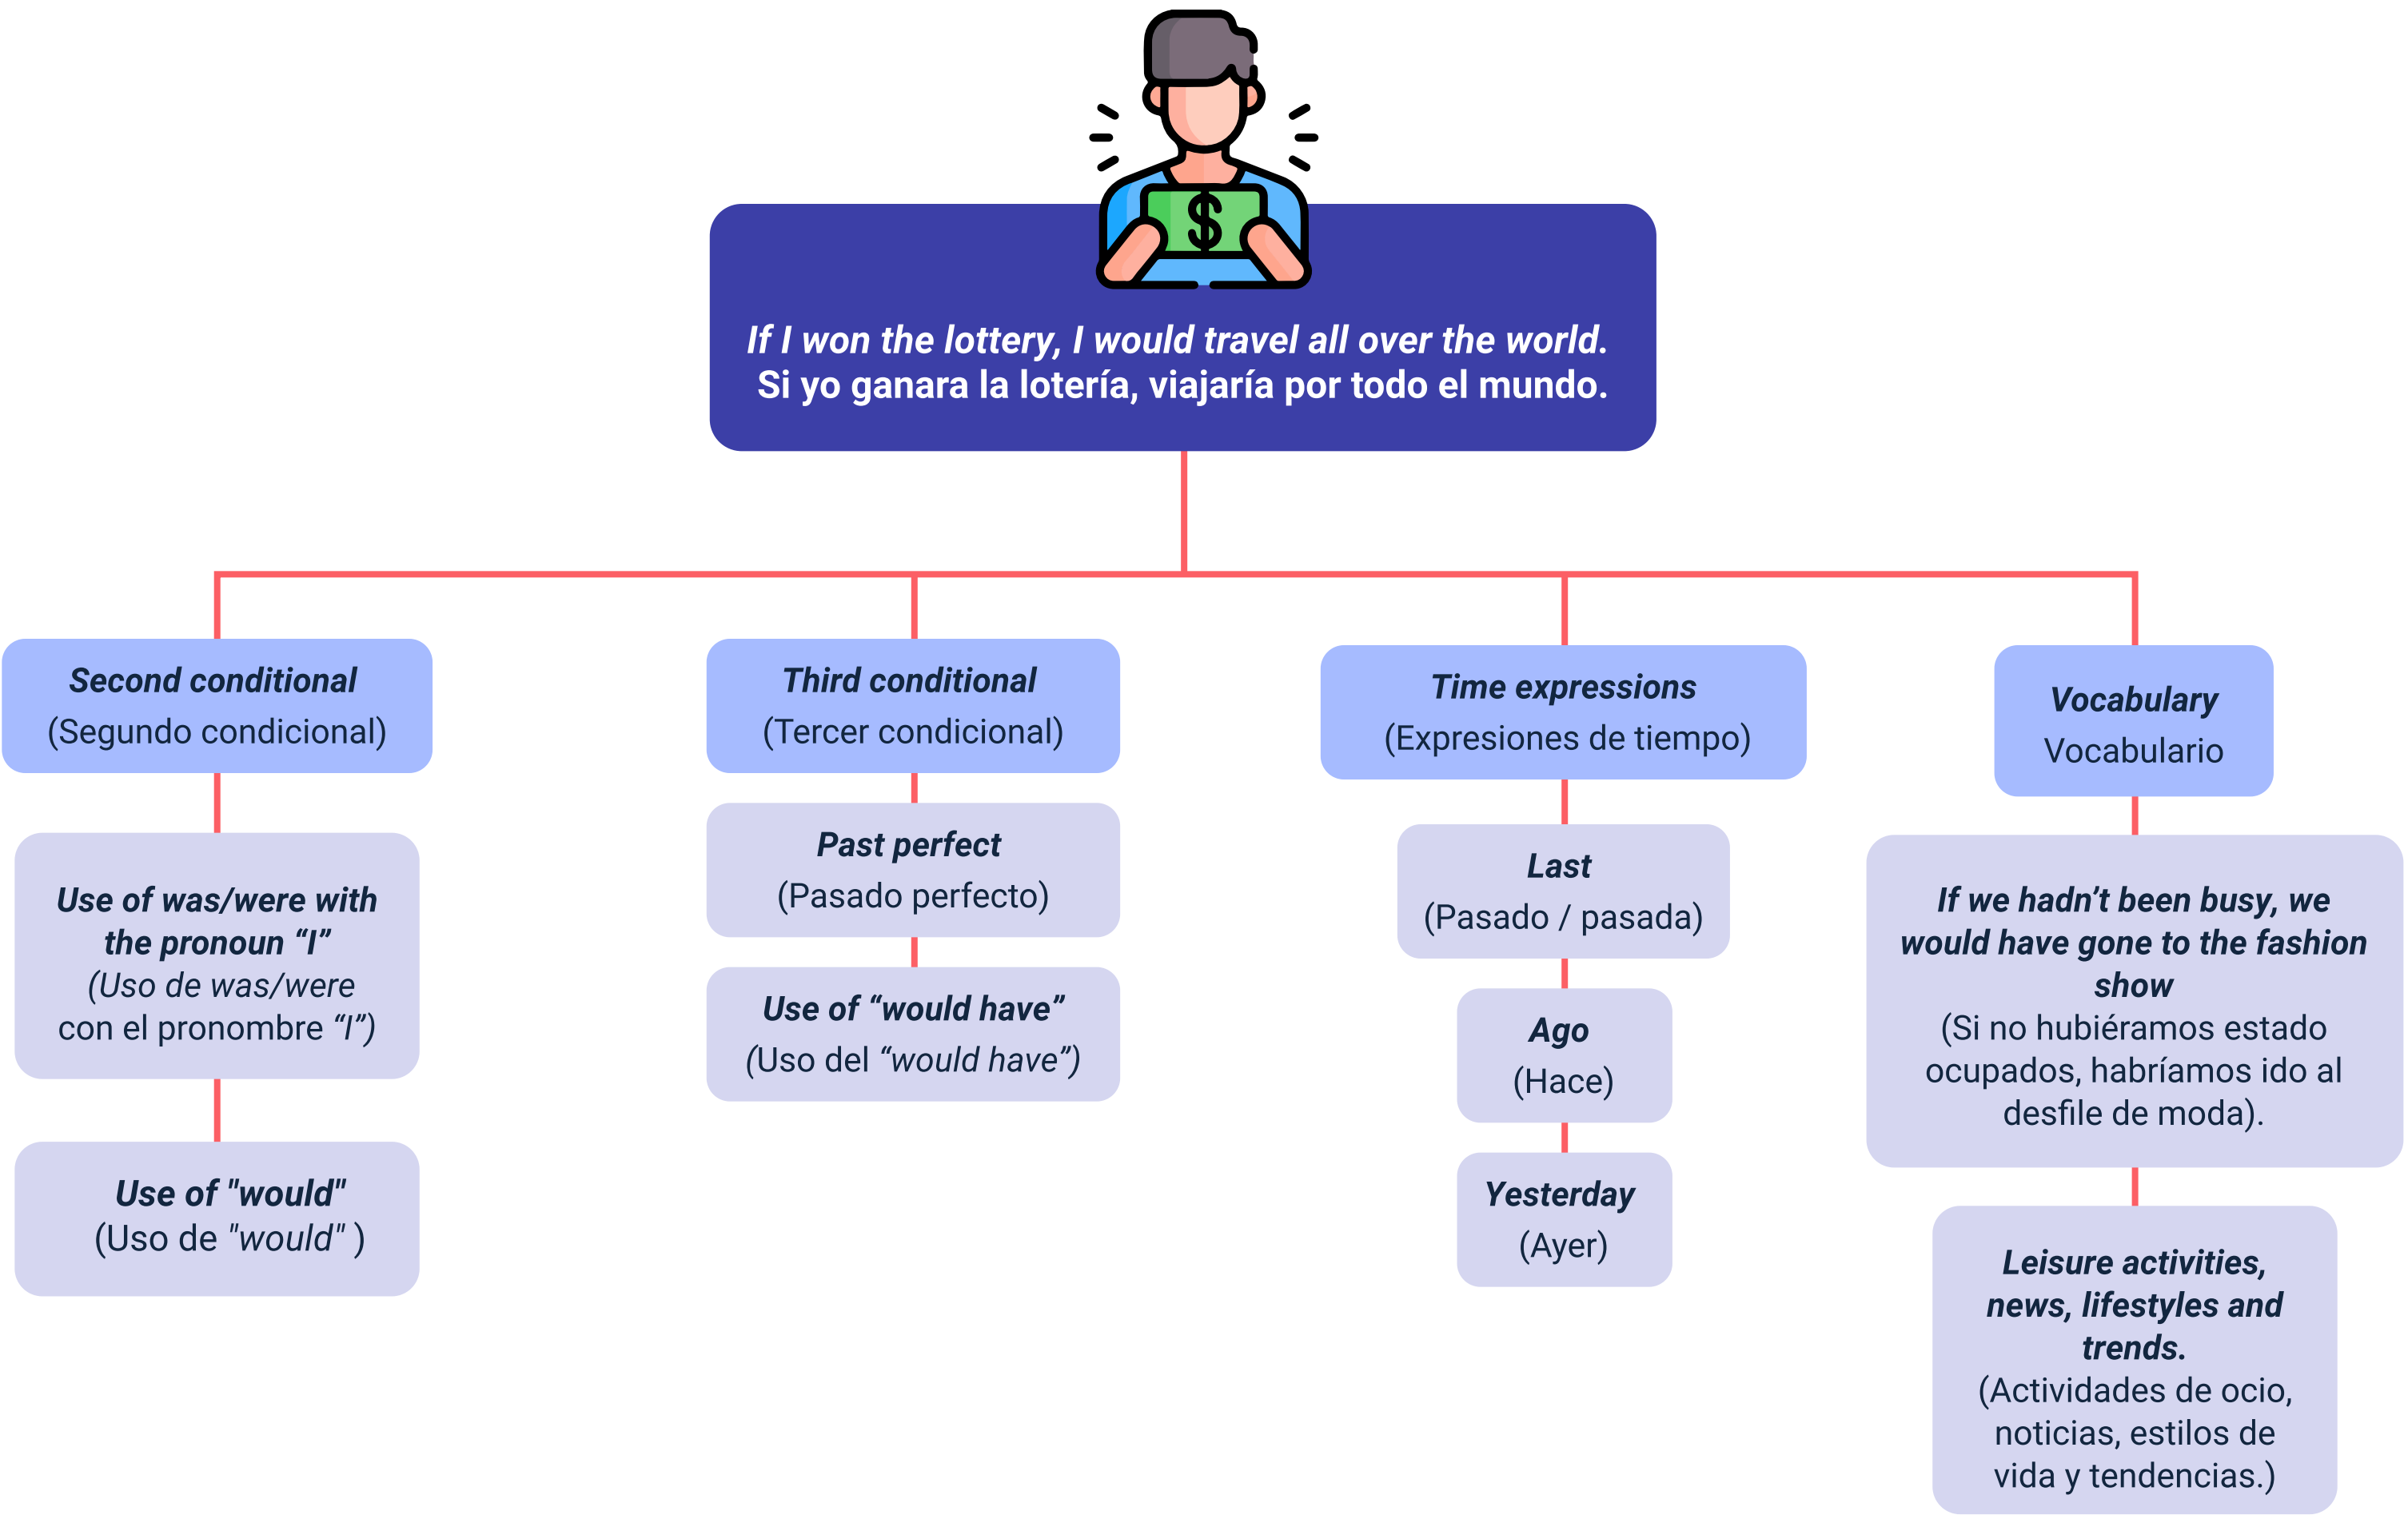 If I won the lottery, I would travel all over the world.
Si yo ganara la lotería, viajaría por todo el mundo.
Second conditional
(Segundo condicional)
Use of was/were with
the pronoun “I”
(Uso de was/were
con el pronombre “I”)
Use of "would"
(Uso de "would" )
Third conditional
(Tercer condicional)
Past perfect
(Pasado perfecto)
Use of “would have”
(Uso del “would have”)
Time expressions
(Expresiones de tiempo)
Last
(Pasado / pasada)
Ago
(Hace)
Yesterday
(Ayer)
Vocabulary
Vocabulario
If we hadn’t been busy, we
would have gone to the fashion
show
(Si no hubiéramos estado
ocupados, habríamos ido al
desfile de moda).
Leisure activities,
news, lifestyles and
trends.
(Actividades de ocio,
noticias, estilos de
vida y tendencias.)